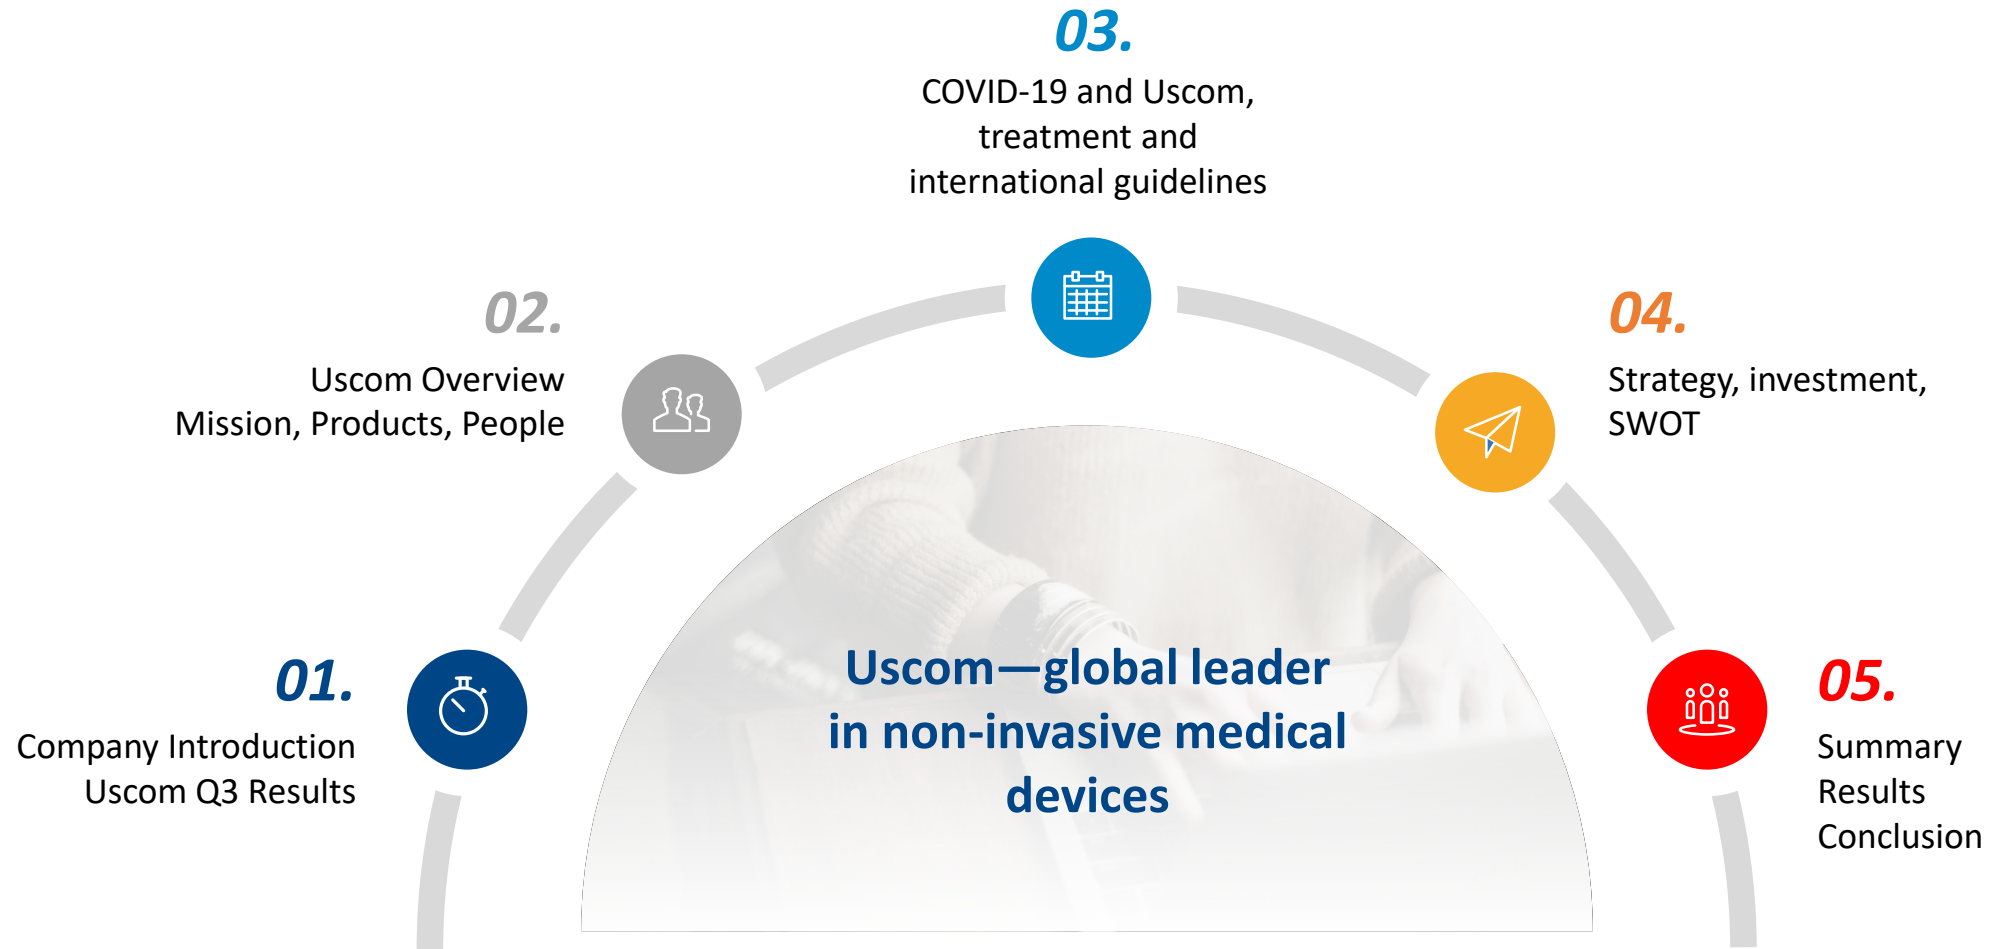 01.
Company Introduction
Uscom Q3 Results
02.
Uscom Overview
Mission, Products, People
03.
COVID-19 and Uscom,
treatment and
international guidelines
04.
Strategy, investment,
SWOT
05.
Summary
Results
Conclusion
Uscom—global leader
in non-invasive medical
devices